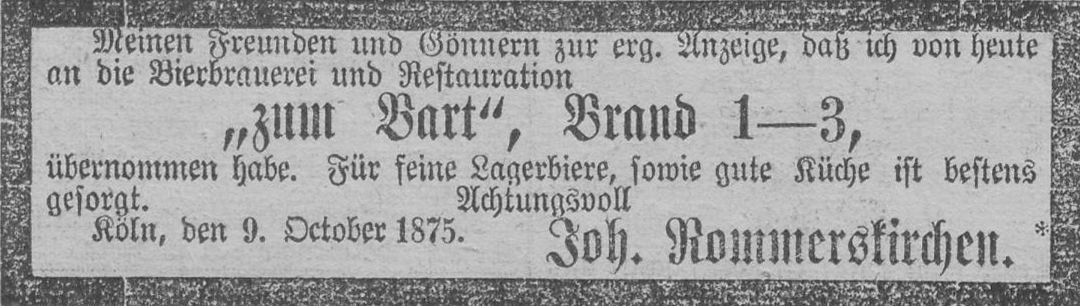 Meinen Freunden und Gönnern zur erg. Anzeige, daß ich von heute
an die Bierbrauerei und Restauration
„zum Bart“, Brand 1—3,
übernommen habe. Für feine Lagerbiere, sowie gute Küche ist bestens
gesorgt. Achtungsvoll
Köln, den 9. October 1875.
Joh. Rommerskirchen. *